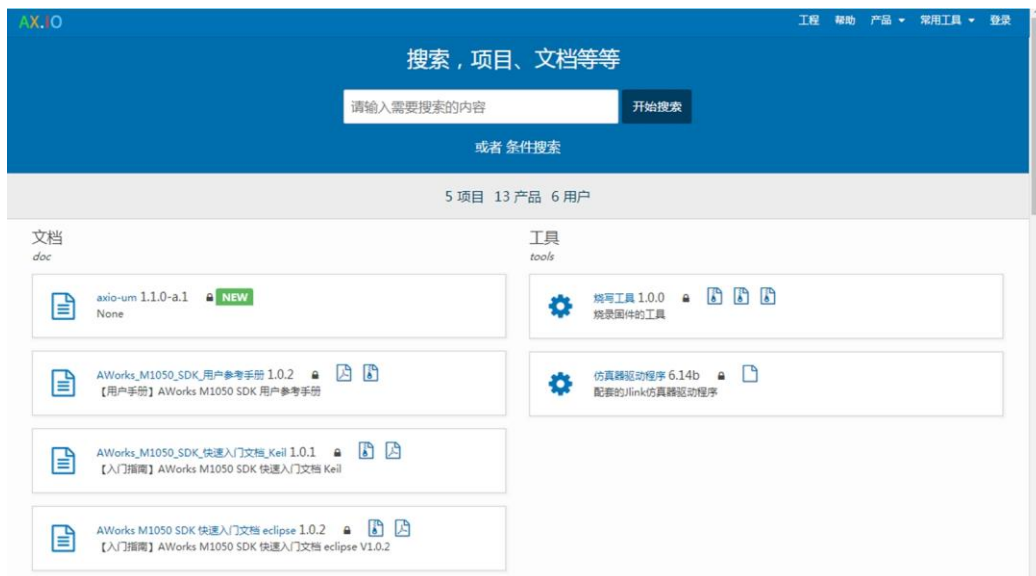 AX.IO
工程 帮助 产品 常用工具 登录
搜索，项目、文档等等
请输入需要搜索的内容 开始搜索
或者 条件搜索
5 项目 13 产品 6 用户
文档
doc
axio-um 1.1.0-a.1 NEW
None
AWorks_M1050_SDK_用户参考手册 1.0.2
【用户手册】AWorks M1050 SDK 用户参考手册
AWorks_M1050_SDK_快速入门文档_Keil 1.0.1
【入门指南】AWorks M1050 SDK 快速入门文档 Keil
AWorks M1050 SDK 快速入门文档 eclipse 1.0.2
【入门指南】AWorks M1050 SDK 快速入门文档 eclipse V1.0.2
工具
tools
烧写工具 1.0.0
烧录固件的工具
仿真器驱动程序 6.14b
配套的Jlink仿真器驱动程序